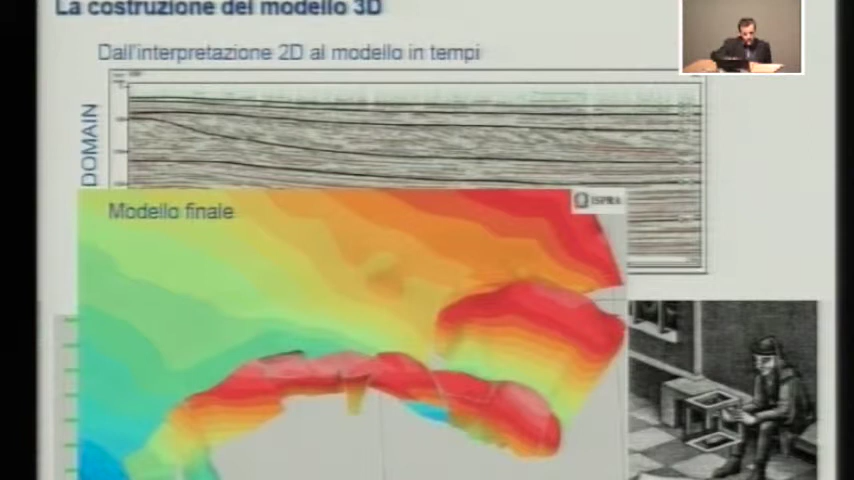 La costruzione del modello 3D
Dall'interpretazione 2D al modello in tempi
DOMAIN
Modello finale
ISPRA